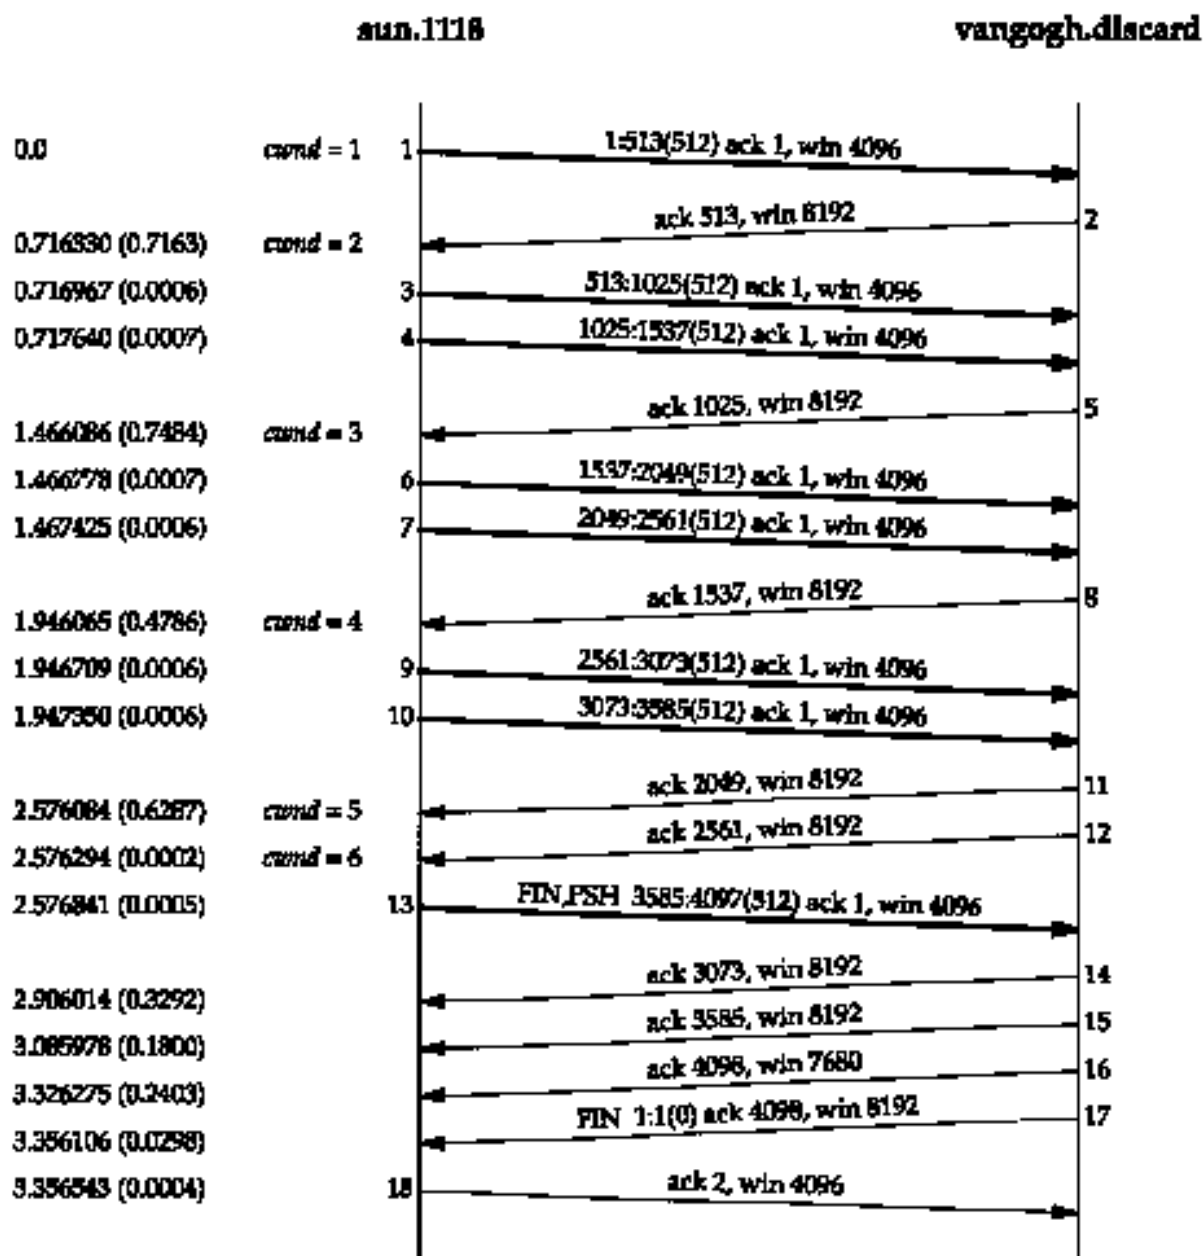 sun.1118 vangogh.discard
0.0 cwnd = 1 1 1:513(512) ack 1, win 4096
ack 513, win 8192 2
0.716330 (0.7163) cwnd = 2
0.716967 (0.0006) 3 513:1025(512) ack 1, win 4096
0.717640 (0.0007) 4 1025:1537(512) ack 1, win 4096
ack 1025, win 8192 5
1.466086 (0.7484) cwnd = 3
1.466778 (0.0007) 6 1537:2049(512) ack 1, win 4096
1.467425 (0.0006) 7 2049:2561(512) ack 1, win 4096
ack 1537, win 8192 8
1.946065 (0.4786) cwnd = 4
1.946709 (0.0006) 9 2561:3073(512) ack 1, win 4096
1.947350 (0.0006) 10 3073:3585(512) ack 1, win 4096
ack 2049, win 8192 11
2.576084 (0.6287) cwnd = 5
ack 2561, win 8192 12
2.576294 (0.0002) cwnd = 6
2.576841 (0.0005) 13 FIN,PSH 3585:4097(512) ack 1, win 4096
ack 3073, win 8192 14
2.906014 (0.3292)
ack 3585, win 8192 15
3.085978 (0.1800)
ack 4098, win 7680 16
3.326275 (0.2403)
FIN 1:1(0) ack 4098, win 8192 17
3.356106 (0.0298)
3.356543 (0.0004) 18 ack 2, win 4096